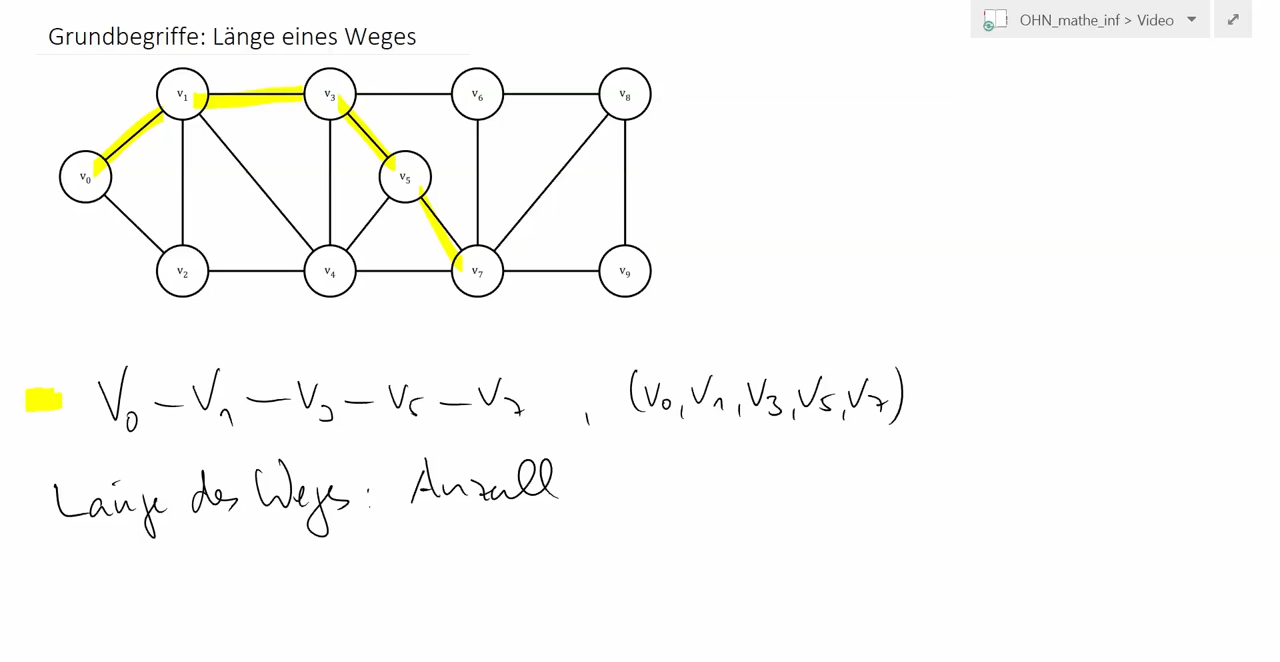 OHN_mathe_inf > Video
Grundbegriffe: Länge eines Weges
v₁ v₃ v₆ v₈
v₀ v₅
v₂ v₄ v₇ v₉
V₀ – V₁ – V₃ – V₅ – V₇ , (V₀, V₁, V₃, V₅, V₇)
Länge des Weges: Anzahl